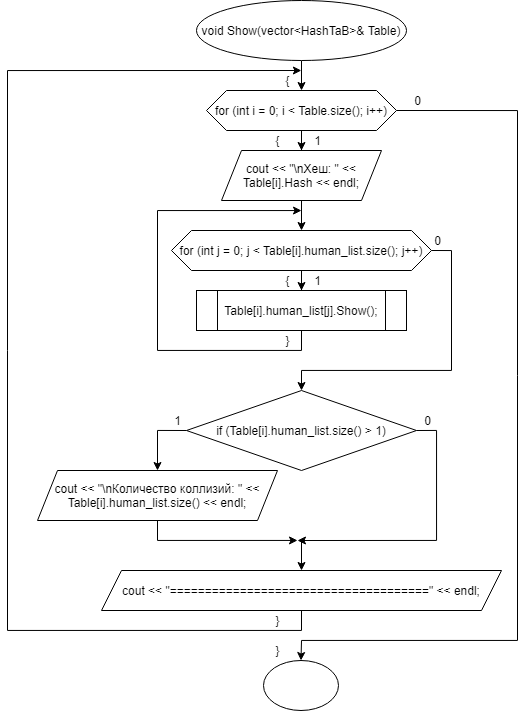 void Show(vector<HashTaB>& Table)
{
for (int i = 0; i < Table.size(); i++)
0
{
1
cout << "\nХеш: " <<
Table[i].Hash << endl;
for (int j = 0; j < Table[i].human_list.size(); j++)
0
{
1
Table[i].human_list[j].Show();
}
if (Table[i].human_list.size() > 1)
1
0
cout << "\nКоличество коллизий: " <<
Table[i].human_list.size() << endl;
cout << "=====================================" << endl;
}
}